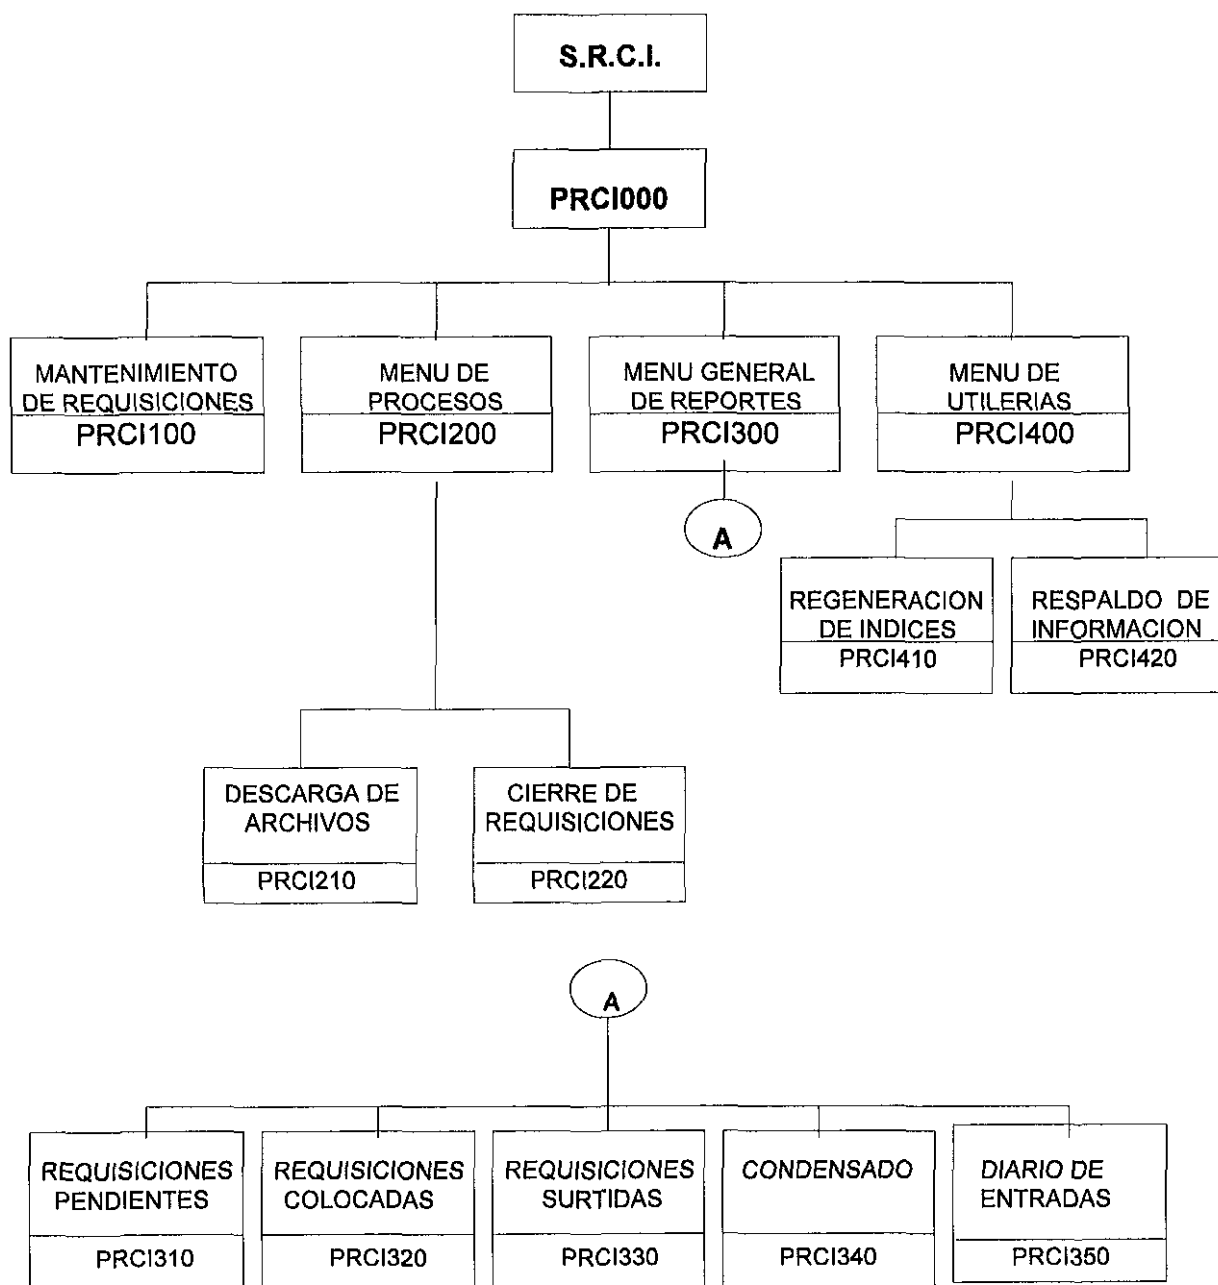 S.R.C.I.
PRCI000
MANTENIMIENTO
DE REQUISICIONES
PRCI100
MENU DE
PROCESOS
PRCI200
MENU GENERAL
DE REPORTES
PRCI300
MENU DE
UTILERIAS
PRCI400
A
REGENERACION
DE INDICES
PRCI410
RESPALDO DE
INFORMACION
PRCI420
DESCARGA DE
ARCHIVOS
PRCI210
CIERRE DE
REQUISICIONES
PRCI220
A
REQUISICIONES
PENDIENTES
PRCI310
REQUISICIONES
COLOCADAS
PRCI320
REQUISICIONES
SURTIDAS
PRCI330
CONDENSADO
PRCI340
DIARIO DE
ENTRADAS
PRCI350